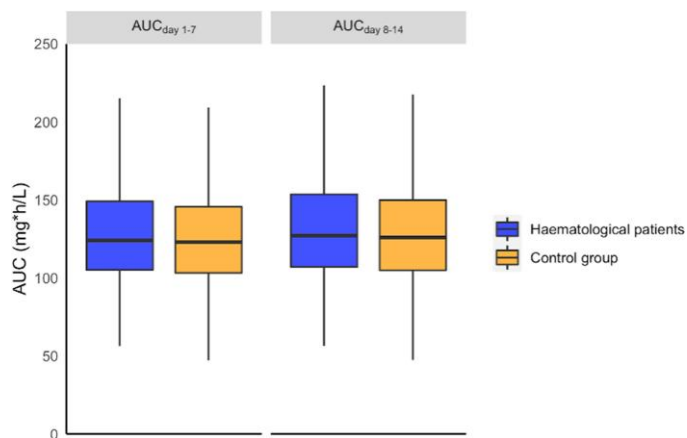 AUCday 1-7
AUCday 8-14
250
200
150
100
50
0
AUC (mg*h/L)
Haematological patients
Control group